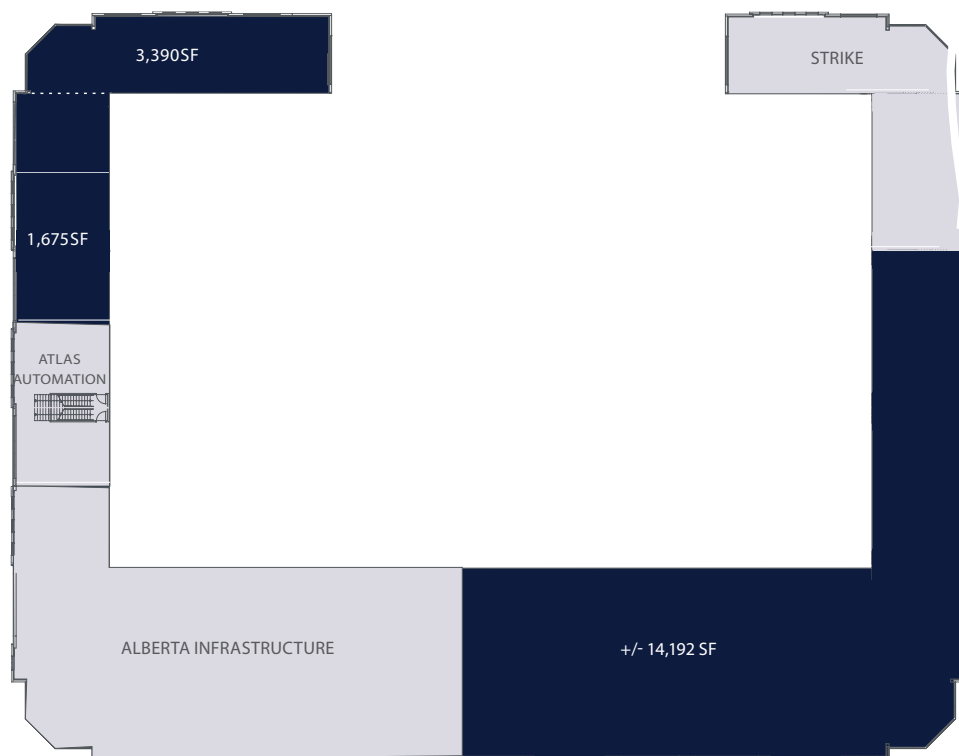 3,390SF
STRIKE
1,675SF
ATLAS
AUTOMATION
ALBERTA INFRASTRUCTURE
+/- 14,192 SF